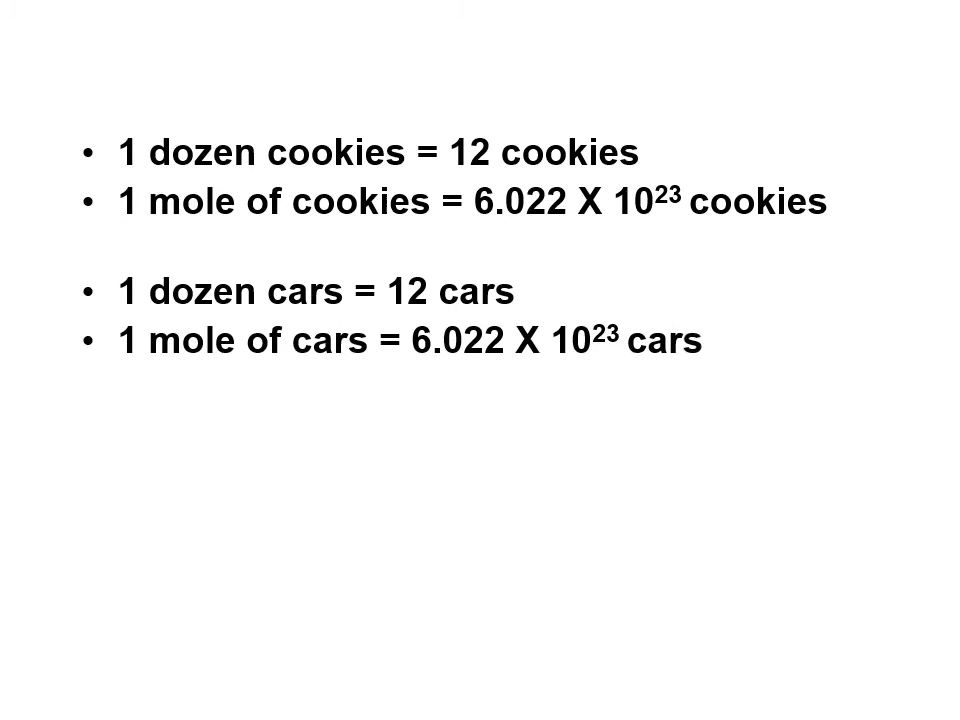 • 1 dozen cookies = 12 cookies
• 1 mole of cookies = 6.022 X 10²³ cookies
• 1 dozen cars = 12 cars
• 1 mole of cars = 6.022 X 10²³ cars